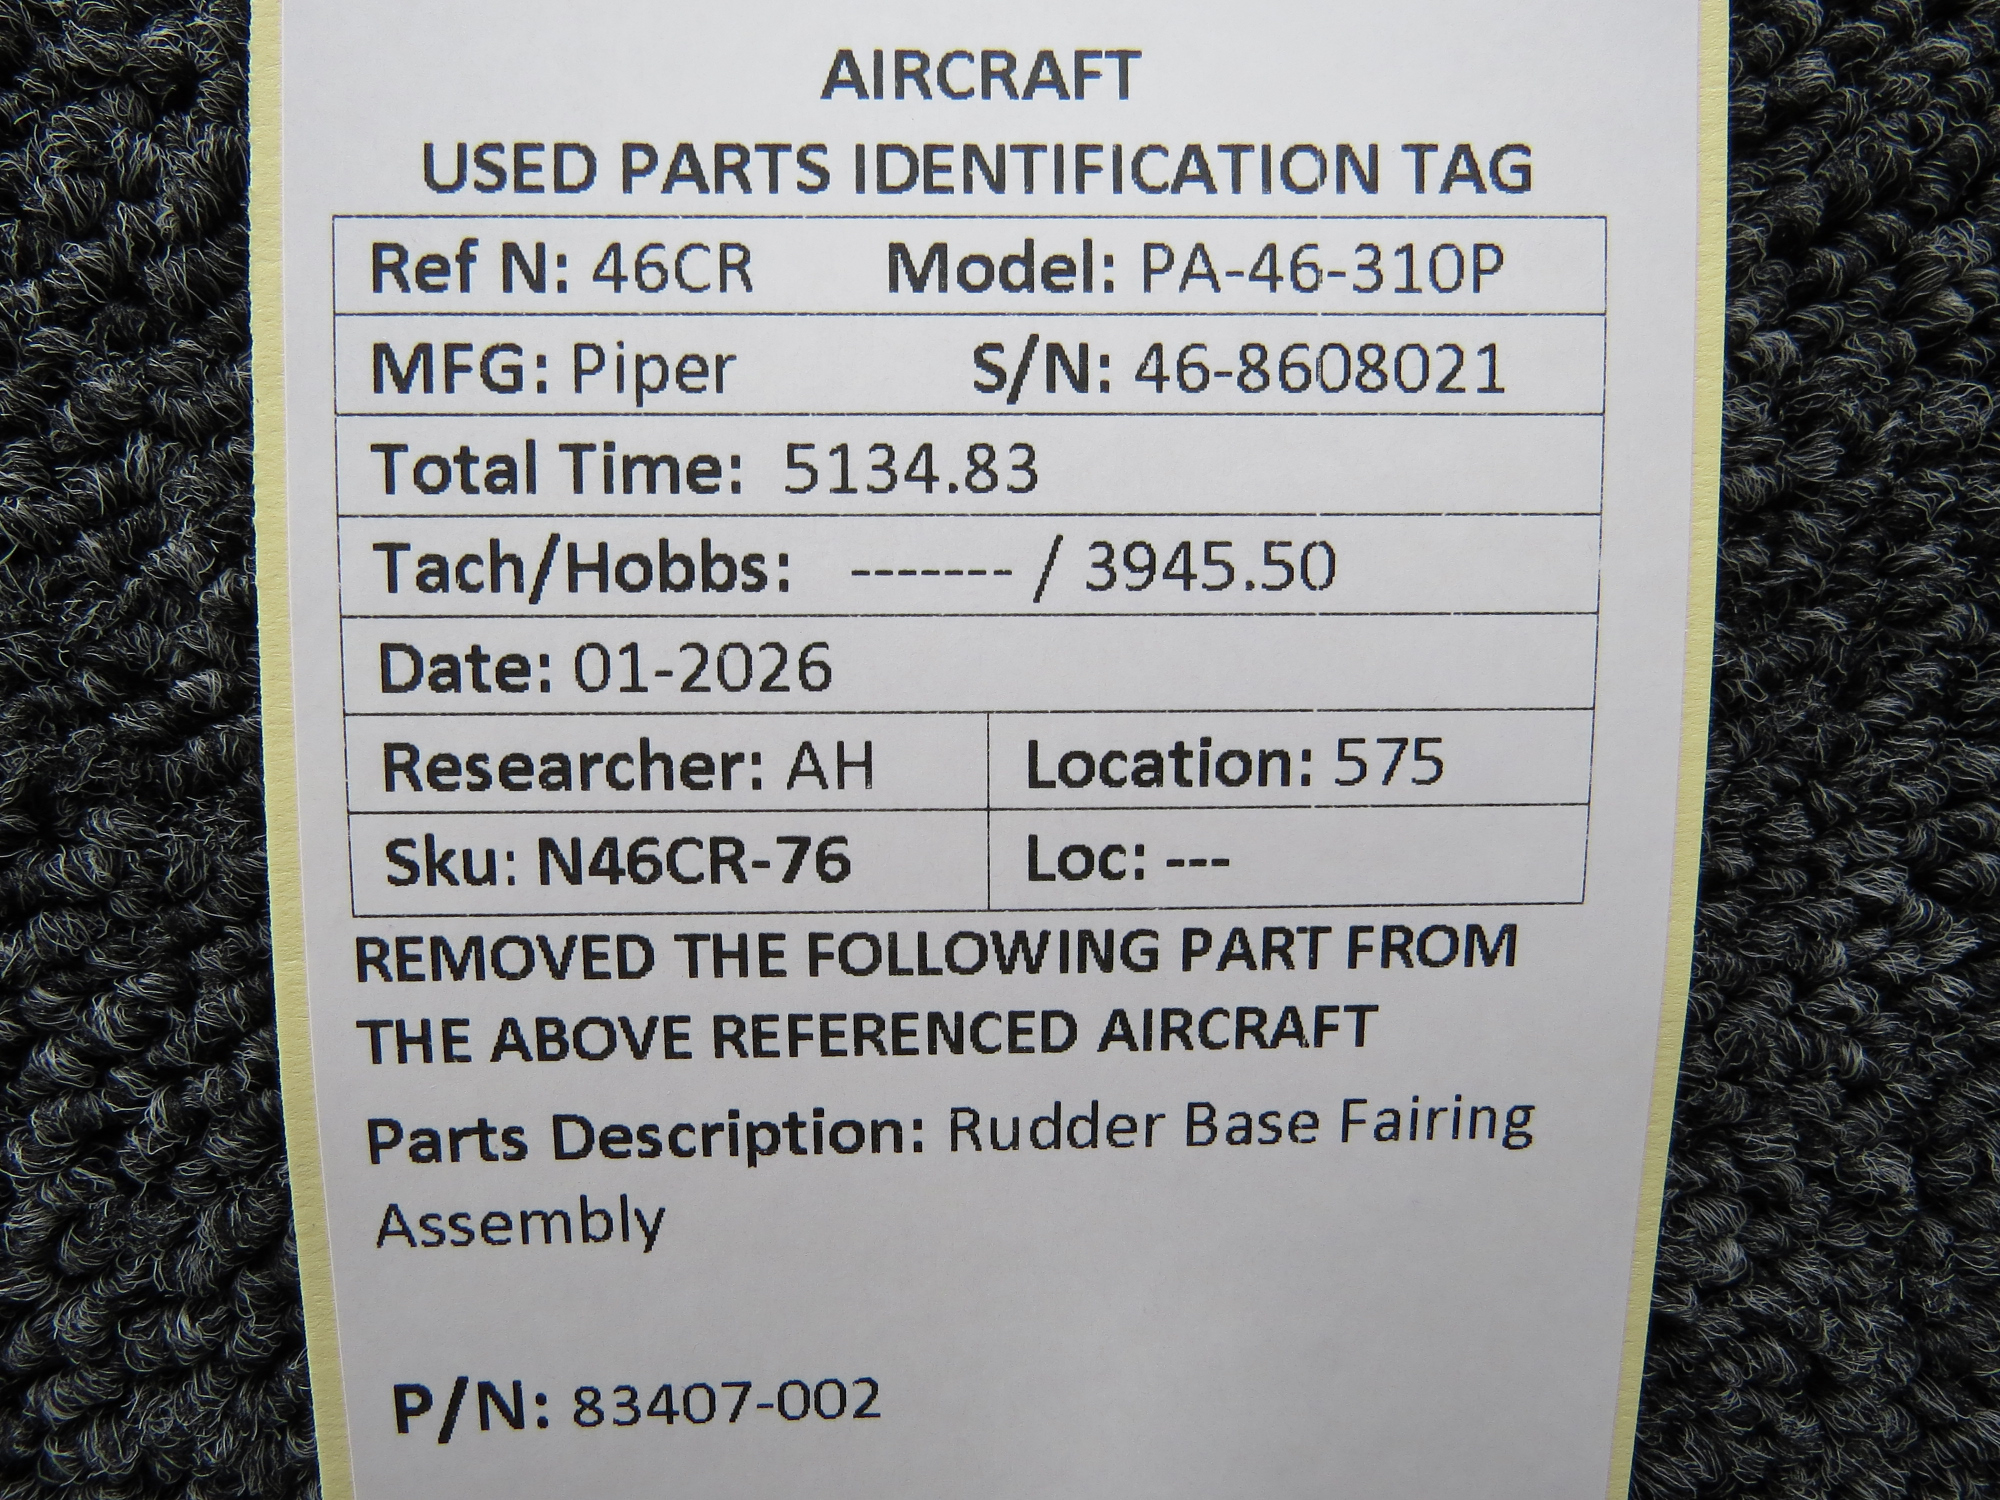 AIRCRAFT
USED PARTS IDENTIFICATION TAG
Ref N: 46CR Model: PA-46-310P
MFG: Piper S/N: 46-8608021
Total Time: 5134.83
Tach/Hobbs: ------- / 3945.50
Date: 01-2026
Researcher: AH Location: 575
Sku: N46CR-76 Loc: ---
REMOVED THE FOLLOWING PART FROM
THE ABOVE REFERENCED AIRCRAFT
Parts Description: Rudder Base Fairing
Assembly
P/N: 83407-002